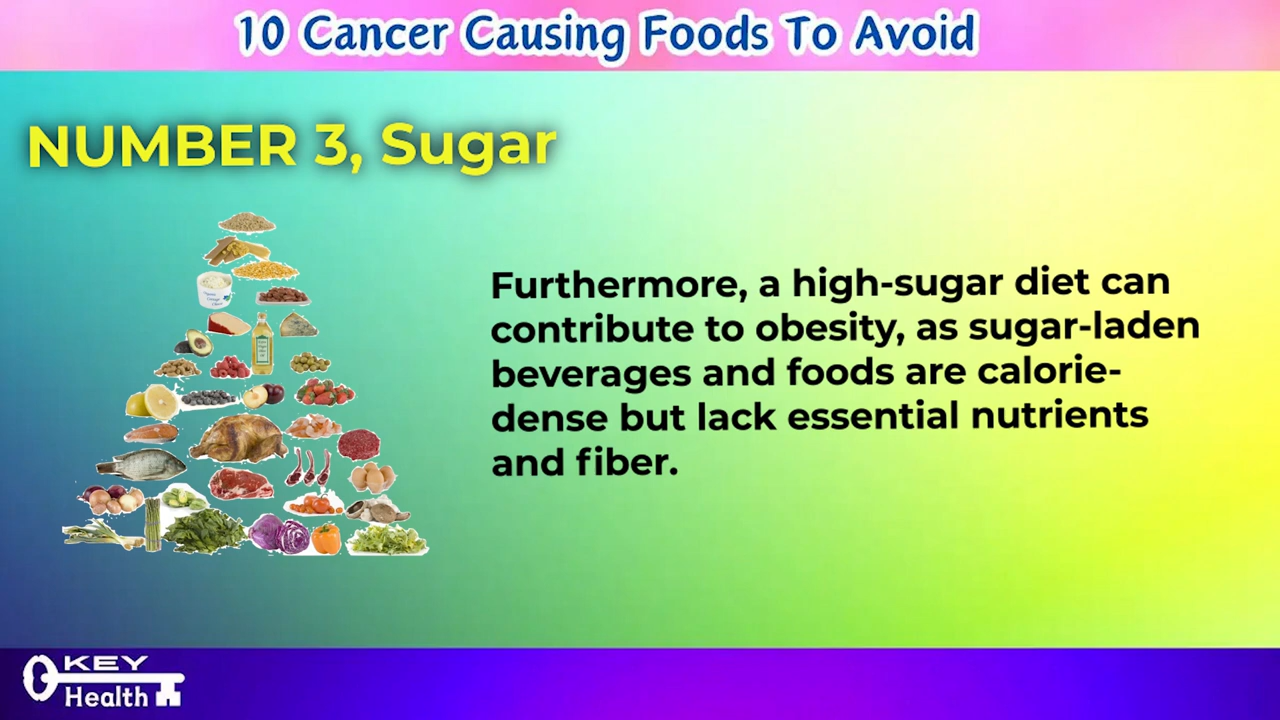 10 Cancer Causing Foods To Avoid
NUMBER 3, Sugar
Furthermore, a high-sugar diet can
contribute to obesity, as sugar-laden
beverages and foods are calorie-
dense but lack essential nutrients
and fiber.
KEY
Health